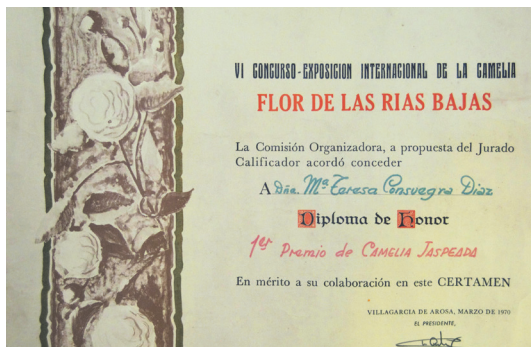 VI CONCURSO-EXPOSICION INTERNACIONAL DE LA CAMELIA
FLOR DE LAS RIAS BAJAS
La Comisión Organizadora, a propuesta del Jurado
Calificador acordó conceder
A Dña. Mª Teresa Consuegra Diaz
Diploma de Honor
1er Premio de CAMELIA JASPEADA
En mérito a su colaboración en este CERTAMEN
VILLAGARCIA DE AROSA, MARZO DE 1970
EL PRESIDENTE,